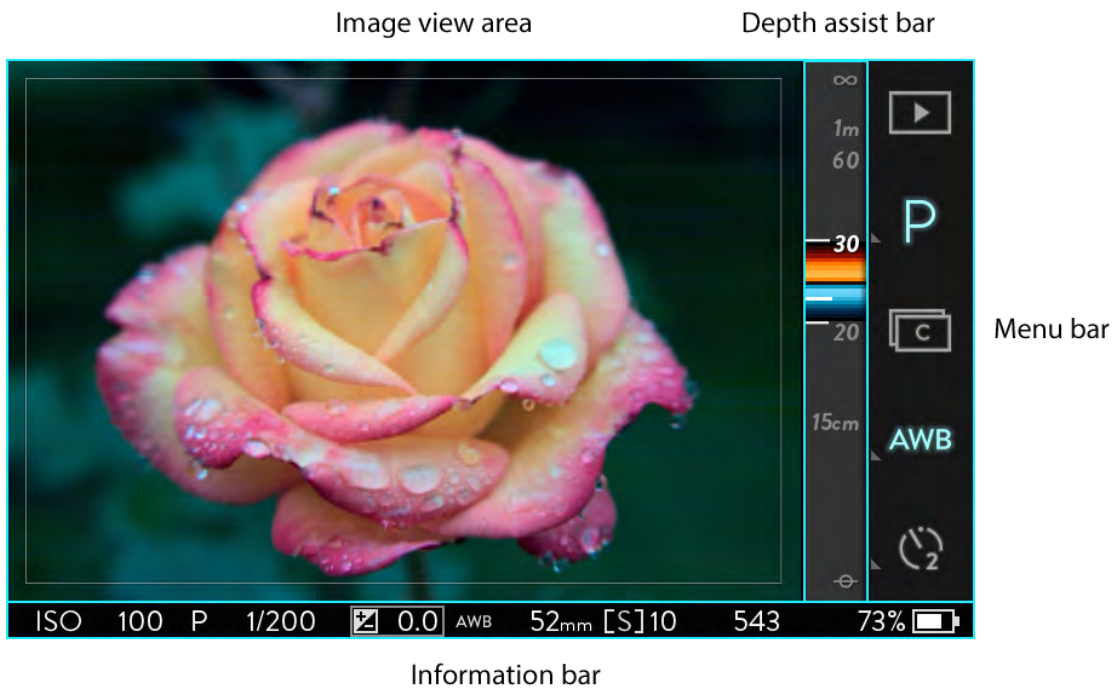 Image view area
Depth assist bar
∞
1m
60
P
30
20
C
Menu bar
15cm
AWB
2
ISO 100 P 1/200 0.0 AWB 52mm [S]10 543 73%
Information bar